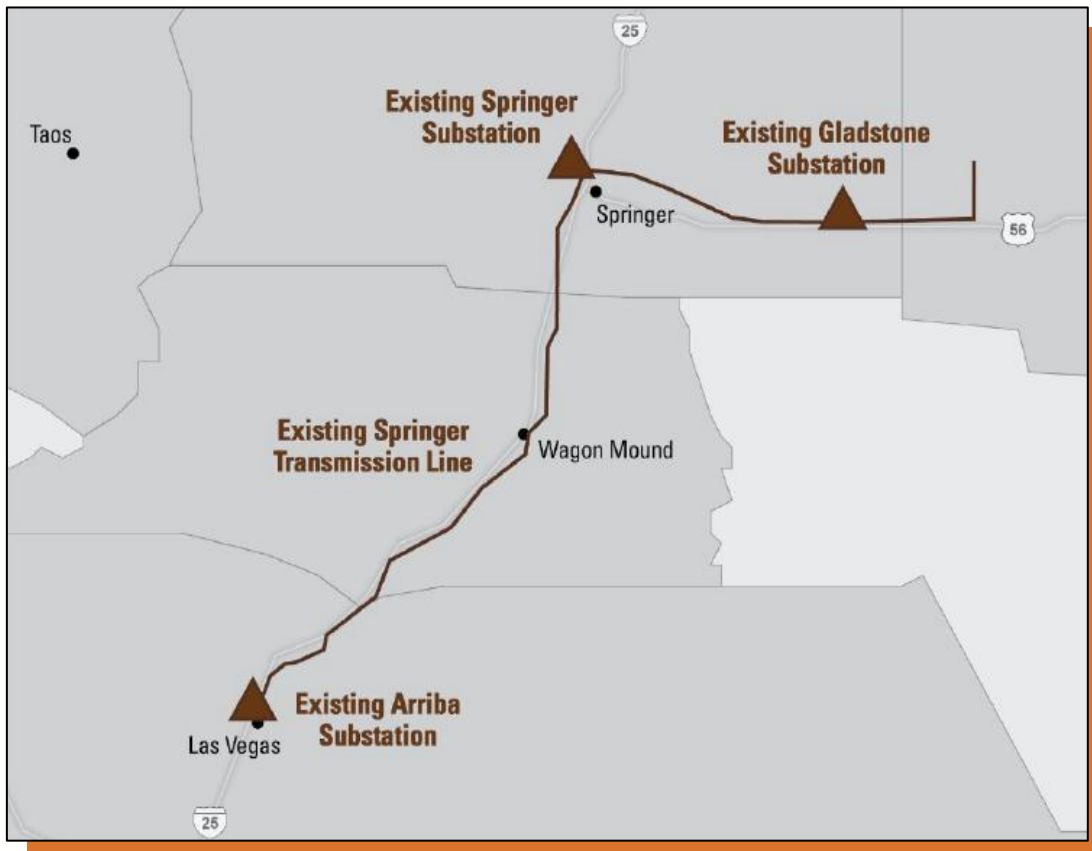 25
Existing Springer
Substation
Taos
Existing Gladstone
Substation
Springer
56
Existing Springer
Transmission Line
Wagon Mound
Existing Arriba
Substation
Las Vegas
25